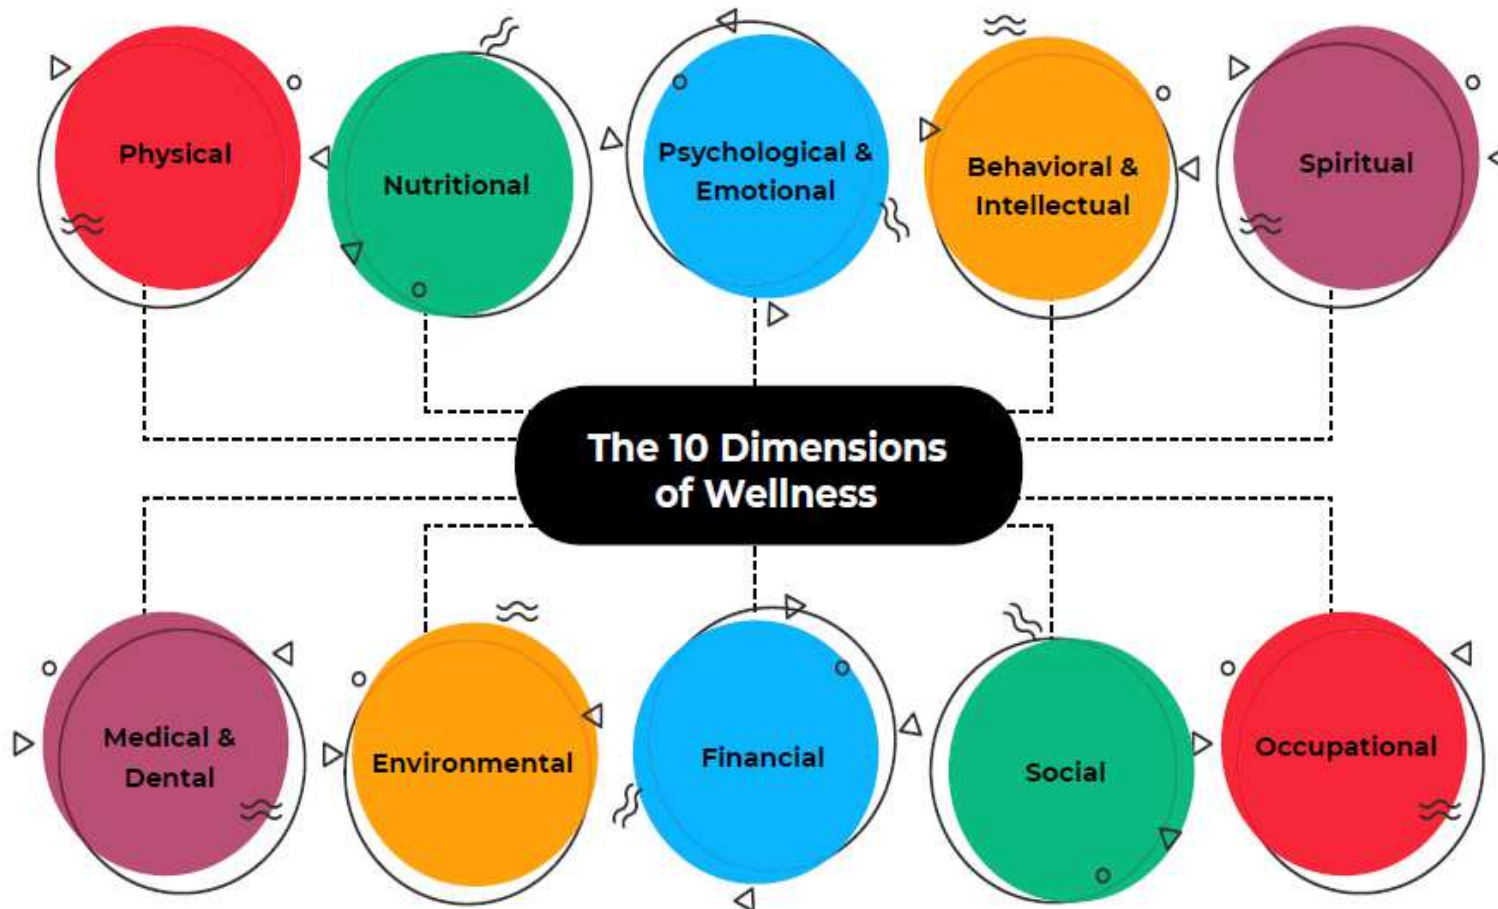 Physical
Nutritional
Psychological &
Emotional
Behavioral &
Intellectual
Spiritual
The 10 Dimensions
of Wellness
Medical &
Dental
Environmental
Financial
Social
Occupational